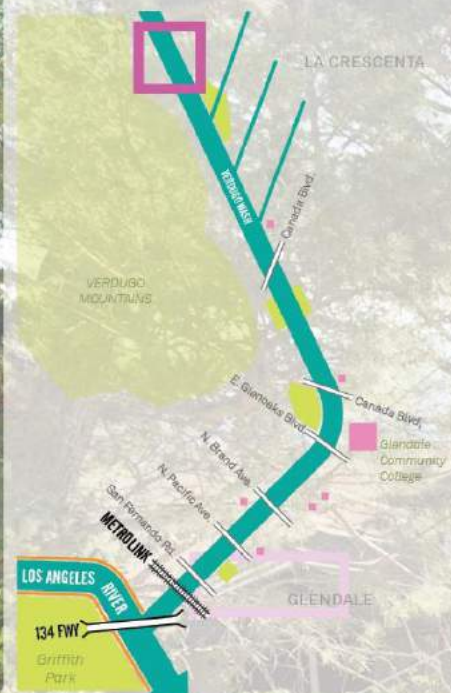 LA CRESCENTA
VERDUGO WASH
Canada Blvd.
VERDUGO
MOUNTAINS
Canada Blvd.
E. Glenoaks Blvd.
Glendale
Community
College
N. Brand Ave.
N. Pacific Ave.
San Fernando Rd.
METROLINK
LOS ANGELES
RIVER
GLENDALE
134 FWY
Griffith
Park